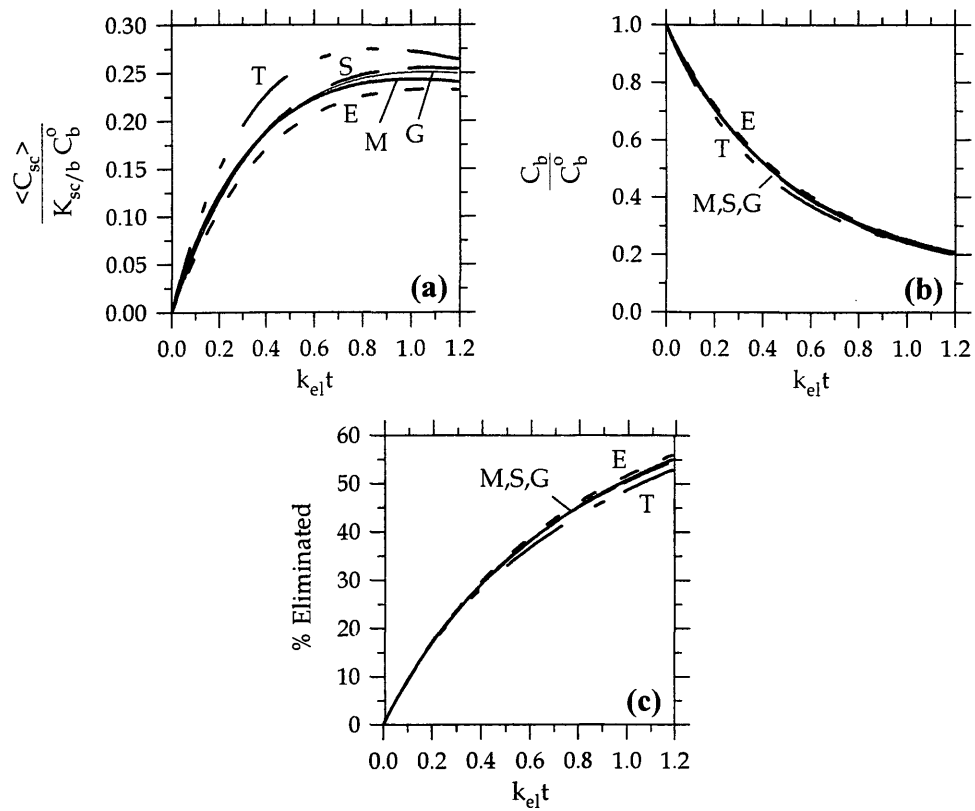 0.30
0.25
0.20
0.15
0.10
0.05
0.00
<C_sc>
K_sc/b C_b^o
T
S
E
M
G
(a)
0.0 0.2 0.4 0.6 0.8 1.0 1.2
k_el t
1.0
0.8
0.6
0.4
0.2
0.0
C_b
C_b^o
E
T
M,S,G
(b)
0.0 0.2 0.4 0.6 0.8 1.0 1.2
k_el t
60
50
40
30
20
10
0
% Eliminated
M,S,G
E
T
(c)
0.0 0.2 0.4 0.6 0.8 1.0 1.2
k_el t